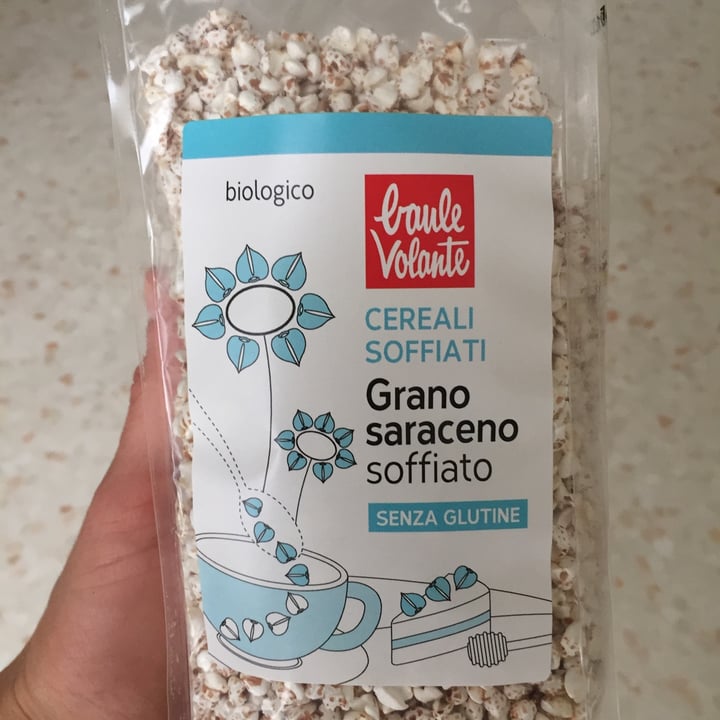 biologico
baule
Volante
CEREALI
SOFFIATI
Grano
saraceno
soffiato
SENZA GLUTINE